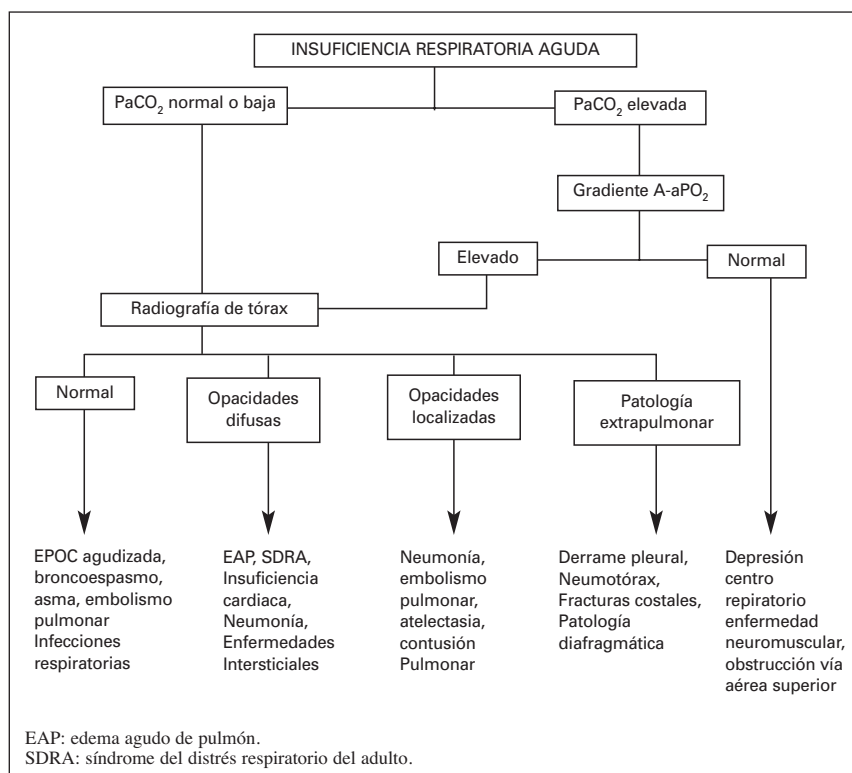 INSUFICIENCIA RESPIRATORIA AGUDA
PaCO2 normal o baja
PaCO2 elevada
Gradiente A-aPO2
Elevado
Normal
Radiografía de tórax
Normal
Opacidades
difusas
Opacidades
localizadas
Patología
extrapulmonar
EPOC agudizada,
broncoespasmo,
asma, embolismo
pulmonar
Infecciones
respiratorias
EAP, SDRA,
Insuficiencia
cardiaca,
Neumonía,
Enfermedades
Intersticiales
Neumonía,
embolismo
pulmonar,
atelectasia,
contusión
Pulmonar
Derrame pleural,
Neumotórax,
Fracturas costales,
Patología
diafragmática
Depresión
centro
repiratorio
enfermedad
neuromuscular,
obstrucción vía
aérea superior
EAP: edema agudo de pulmón.
SDRA: síndrome del distrés respiratorio del adulto.